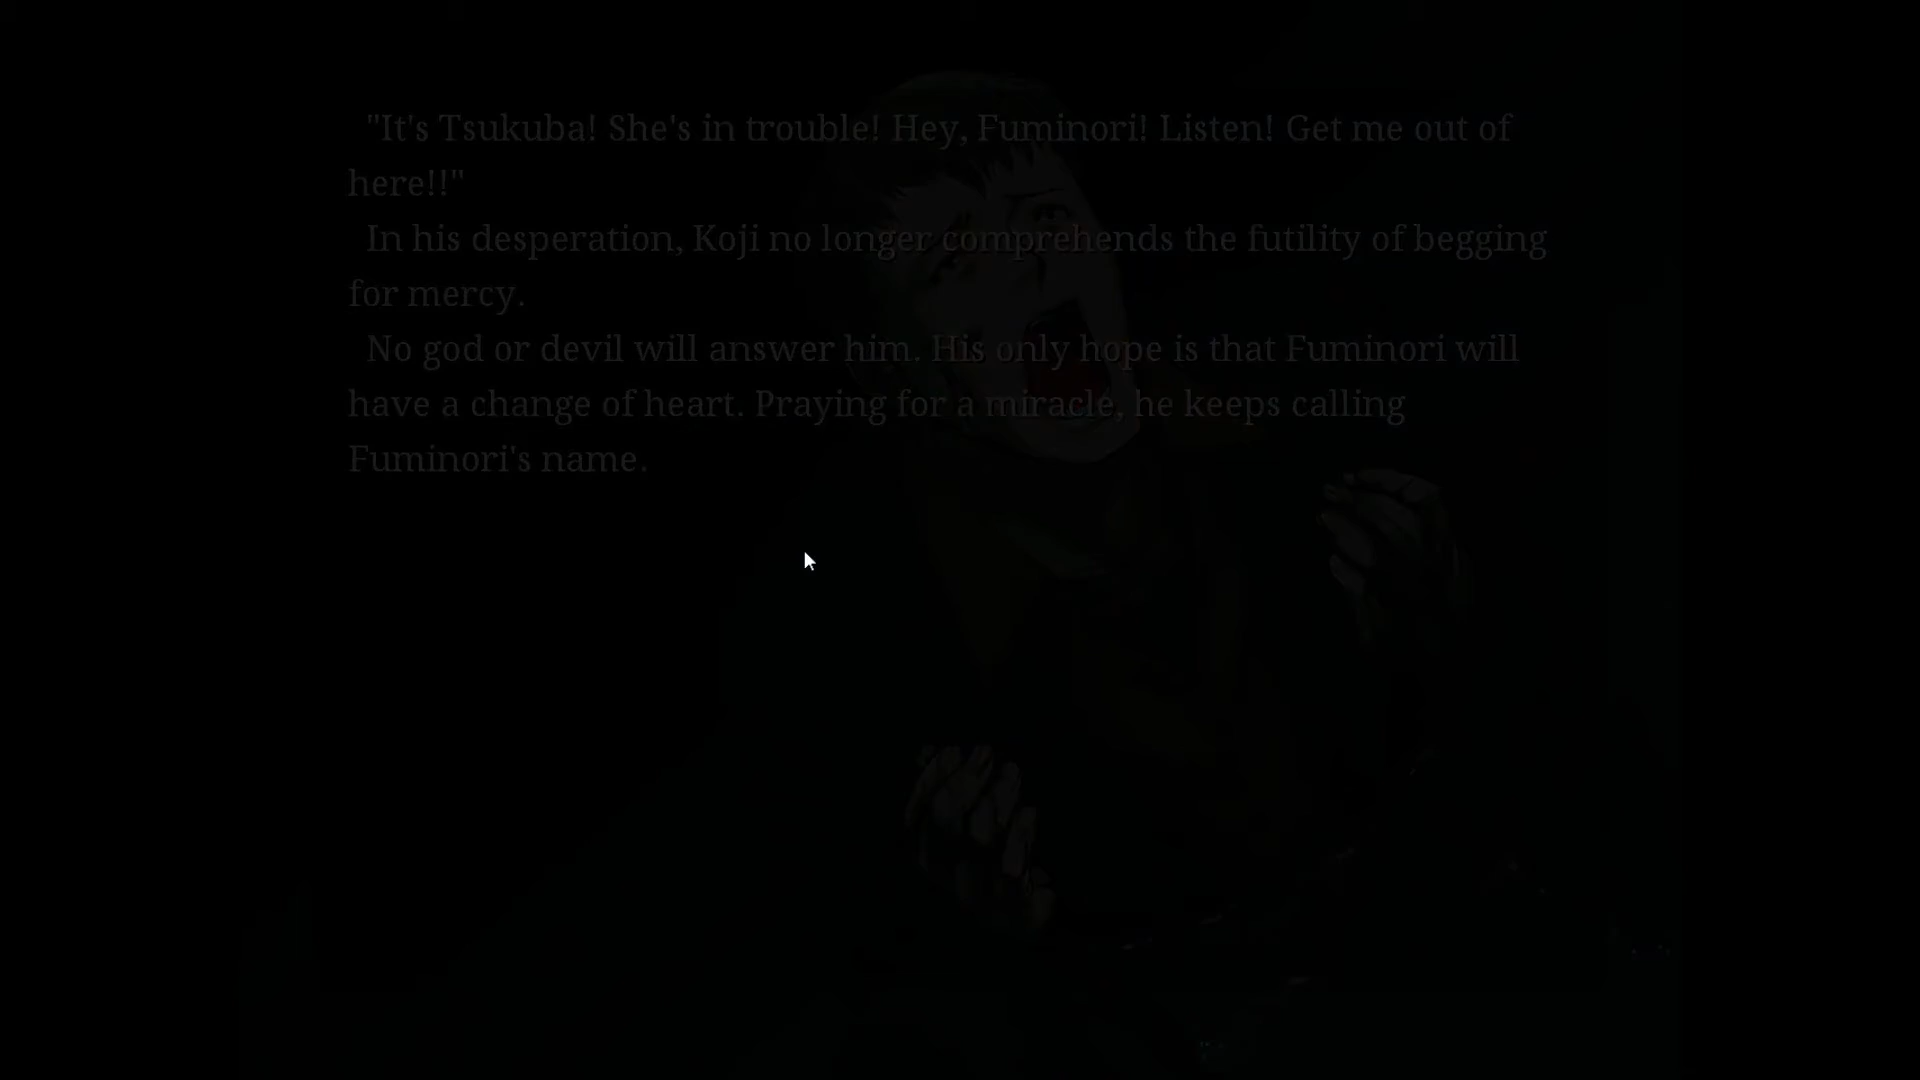 "It's Tsukuba! She's in trouble! Hey, Fuminori! Listen! Get me out of
here!!"
In his desperation, Koji no longer comprehends the futility of begging
for mercy.
No god or devil will answer him. His only hope is that Fuminori will
have a change of heart. Praying for a miracle, he keeps calling
Fuminori's name.